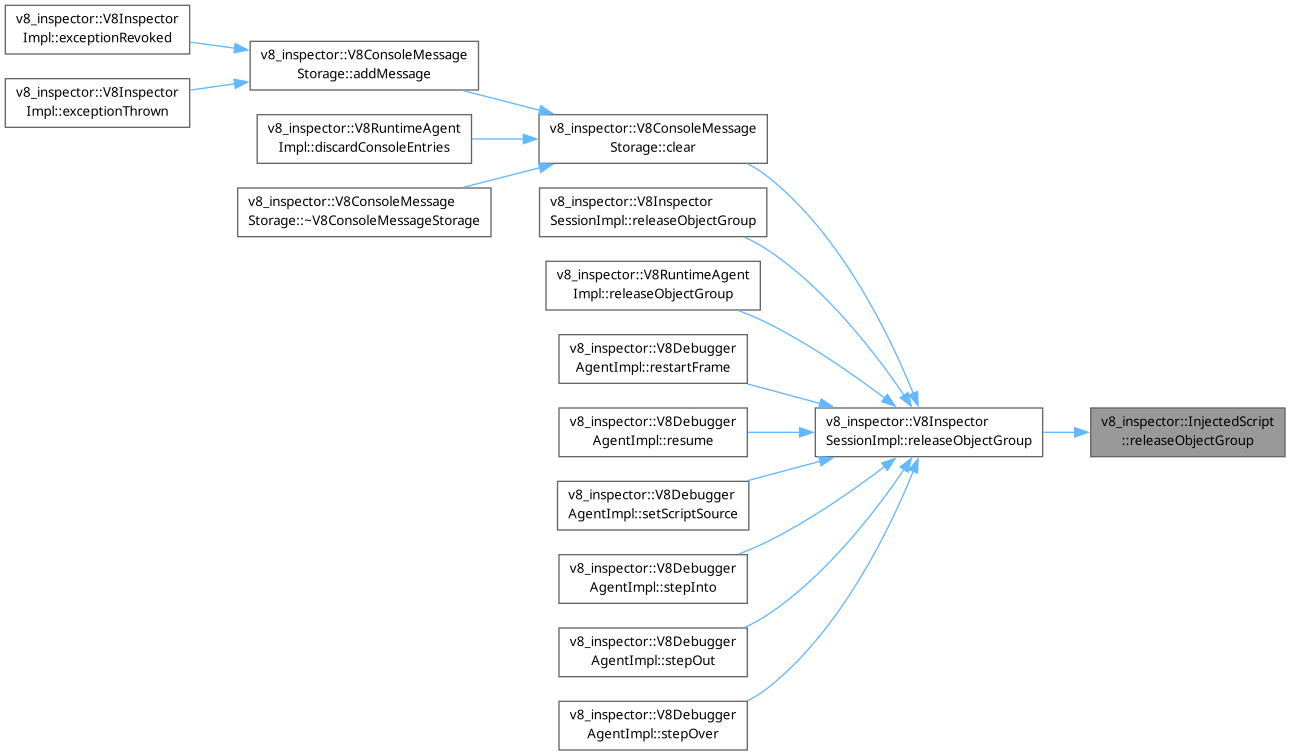 v8_inspector::V8Inspector
Impl::exceptionRevoked
v8_inspector::V8ConsoleMessage
Storage::addMessage
v8_inspector::V8Inspector
Impl::exceptionThrown
v8_inspector::V8RuntimeAgent
Impl::discardConsoleEntries
v8_inspector::V8ConsoleMessage
Storage::clear
v8_inspector::V8ConsoleMessage
Storage::~V8ConsoleMessageStorage
v8_inspector::V8Inspector
SessionImpl::releaseObjectGroup
v8_inspector::V8RuntimeAgent
Impl::releaseObjectGroup
v8_inspector::V8Debugger
AgentImpl::restartFrame
v8_inspector::V8Debugger
AgentImpl::resume
v8_inspector::V8Inspector
SessionImpl::releaseObjectGroup
v8_inspector::InjectedScript
::releaseObjectGroup
v8_inspector::V8Debugger
AgentImpl::setScriptSource
v8_inspector::V8Debugger
AgentImpl::stepInto
v8_inspector::V8Debugger
AgentImpl::stepOut
v8_inspector::V8Debugger
AgentImpl::stepOver